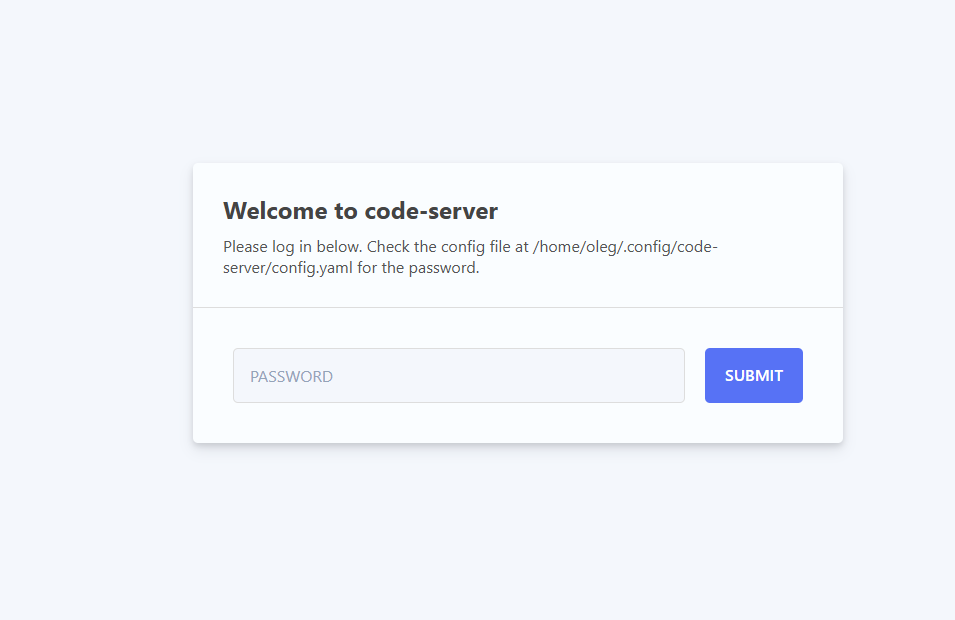 Welcome to code-server
Please log in below. Check the config file at /home/oleg/.config/code-
server/config.yaml for the password.
PASSWORD
SUBMIT